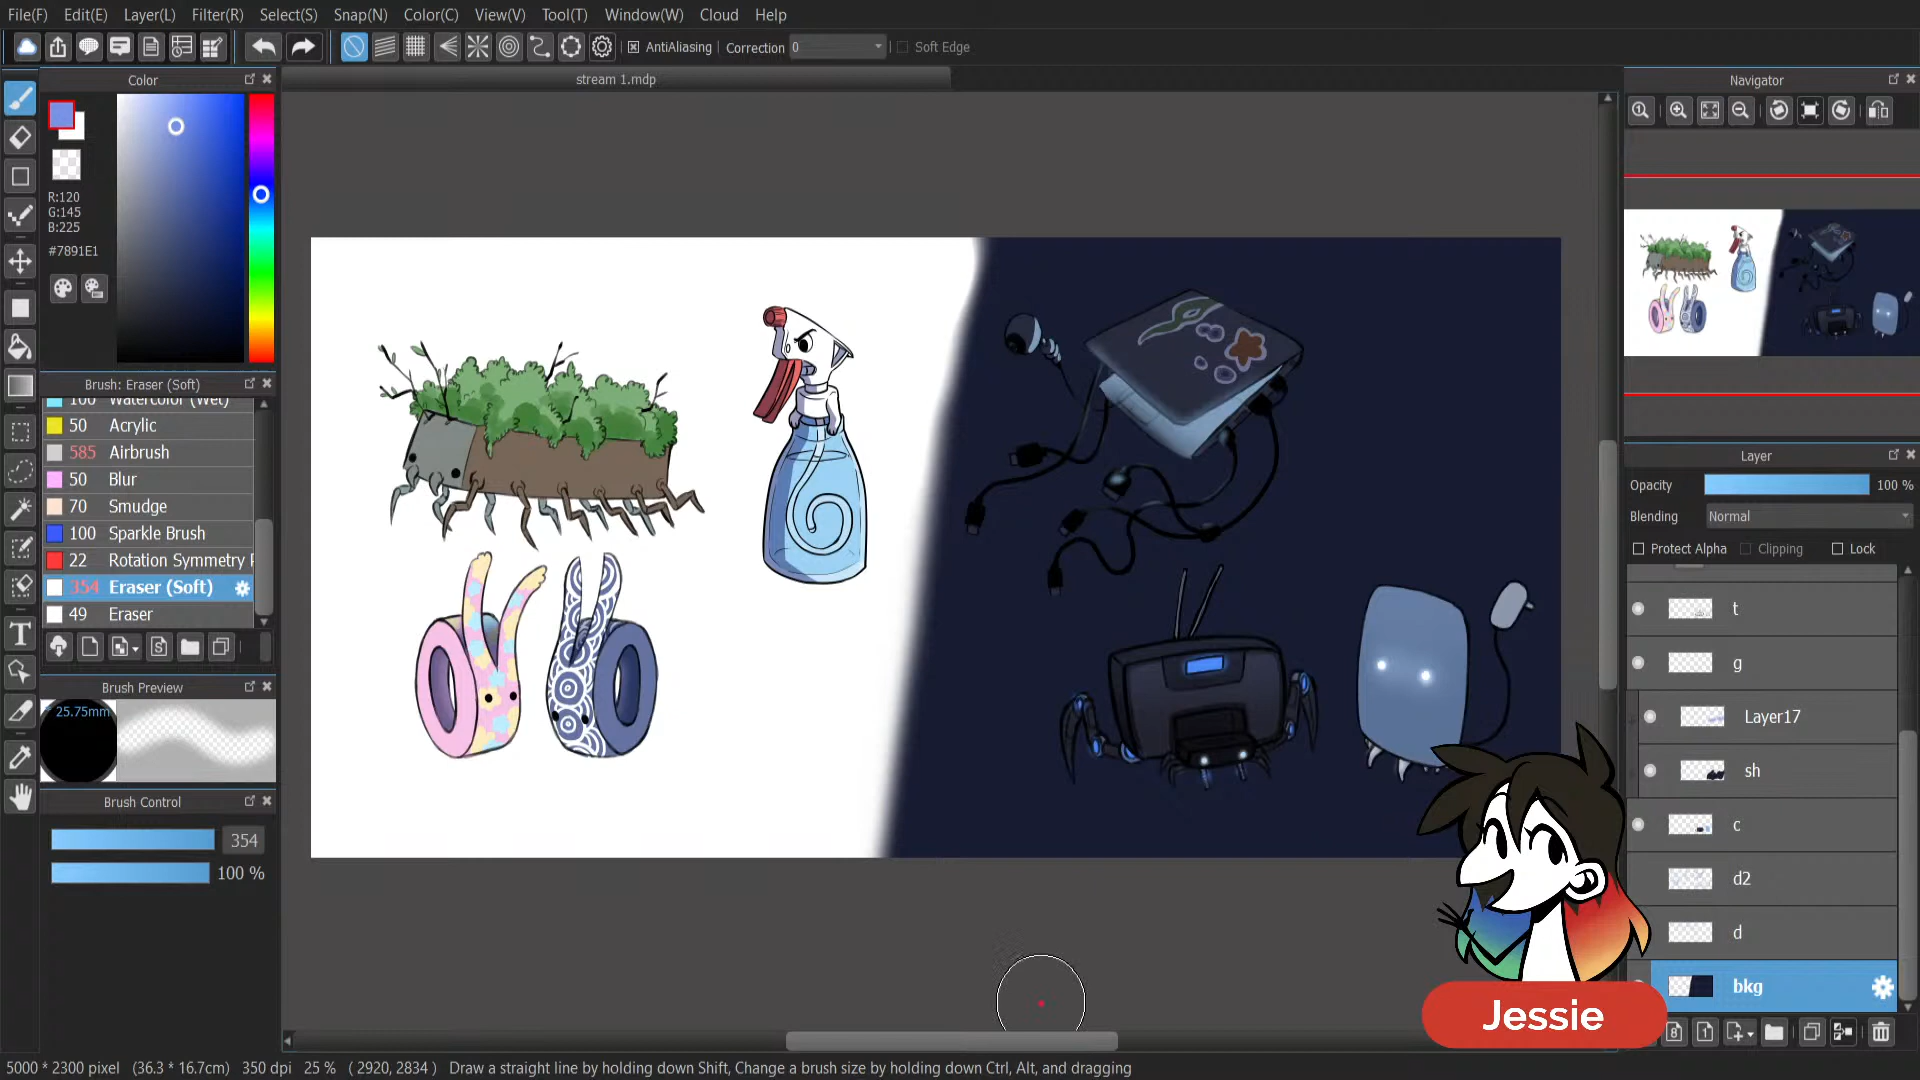 File(F) Edit(E) Layer(L) Filter(R) Select(S) Snap(N) Color(C) View(V) Tool(T) Window(W) Cloud Help
AntiAliasing Correction 0 Soft Edge
Color
stream 1.mdp
Navigator
R:120
G:145
B:225
#7891E1
Brush: Eraser (Soft)
100 Watercolor (Wet)
50 Acrylic
585 Airbrush
50 Blur
70 Smudge
100 Sparkle Brush
22 Rotation Symmetry
354 Eraser (Soft)
49 Eraser
Brush Preview
25.75mm
Brush Control
354
100 %
Layer
Opacity 100 %
Blending Normal
Protect Alpha Clipping Lock
t
g
Layer17
sh
c
d2
d
bkg
Jessie
5000 * 2300 pixel (36.3 * 16.7cm) 350 dpi 25 % ( 2920, 2834 ) Draw a straight line by holding down Shift, Change a brush size by holding down Ctrl, Alt, and dragging